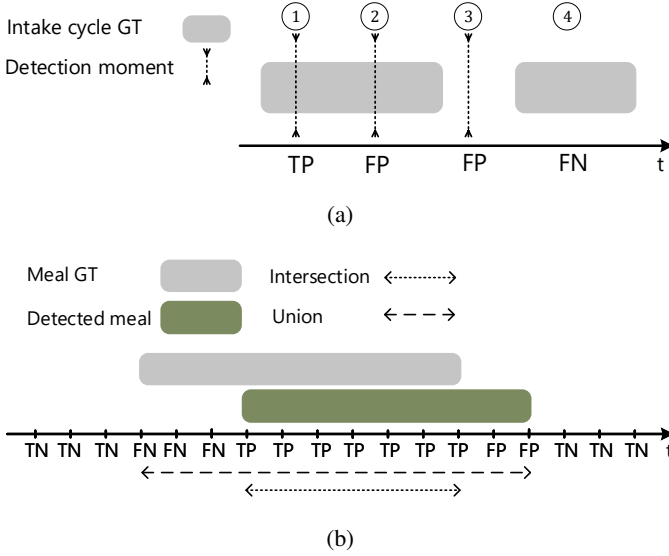 Intake cycle GT
Detection moment
1 2 3 4
TP FP FP FN t
(a)
Meal GT Intersection
Detected meal Union
TN TN TN FN FN FN TP TP TP TP TP TP TP FP FP TN TN TN t
(b)